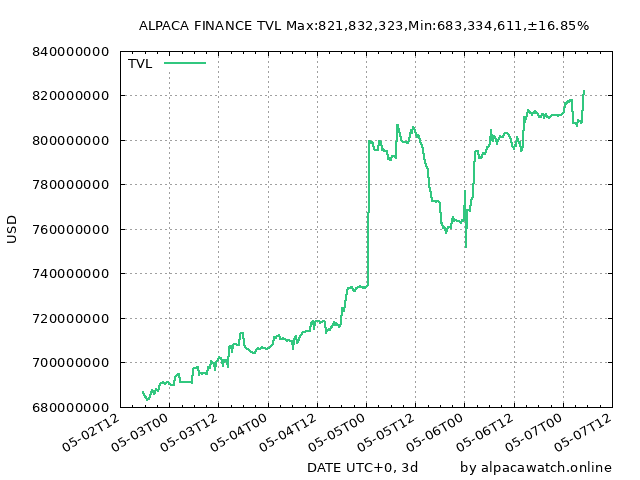 ALPACA FINANCE TVL Max:821,832,323,Min:683,334,611,±16.85%
840000000
TVL
820000000
800000000
780000000
760000000
USD
740000000
720000000
700000000
680000000
05-02T12
05-03T00
05-03T12
05-04T00
05-04T12
05-05T00
05-05T12
05-06T00
05-06T12
05-07T00
05-07T12
DATE UTC+0, 3d
by alpacawatch.online